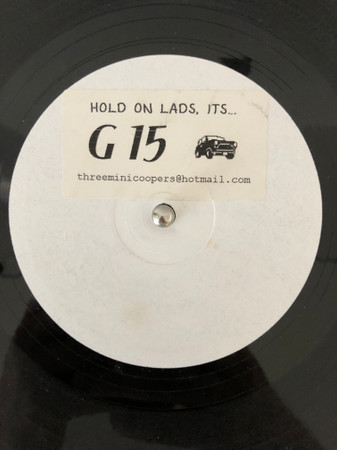 HOLD ON LADS, ITS...
G 15
threeminicoopers@hotmail.com